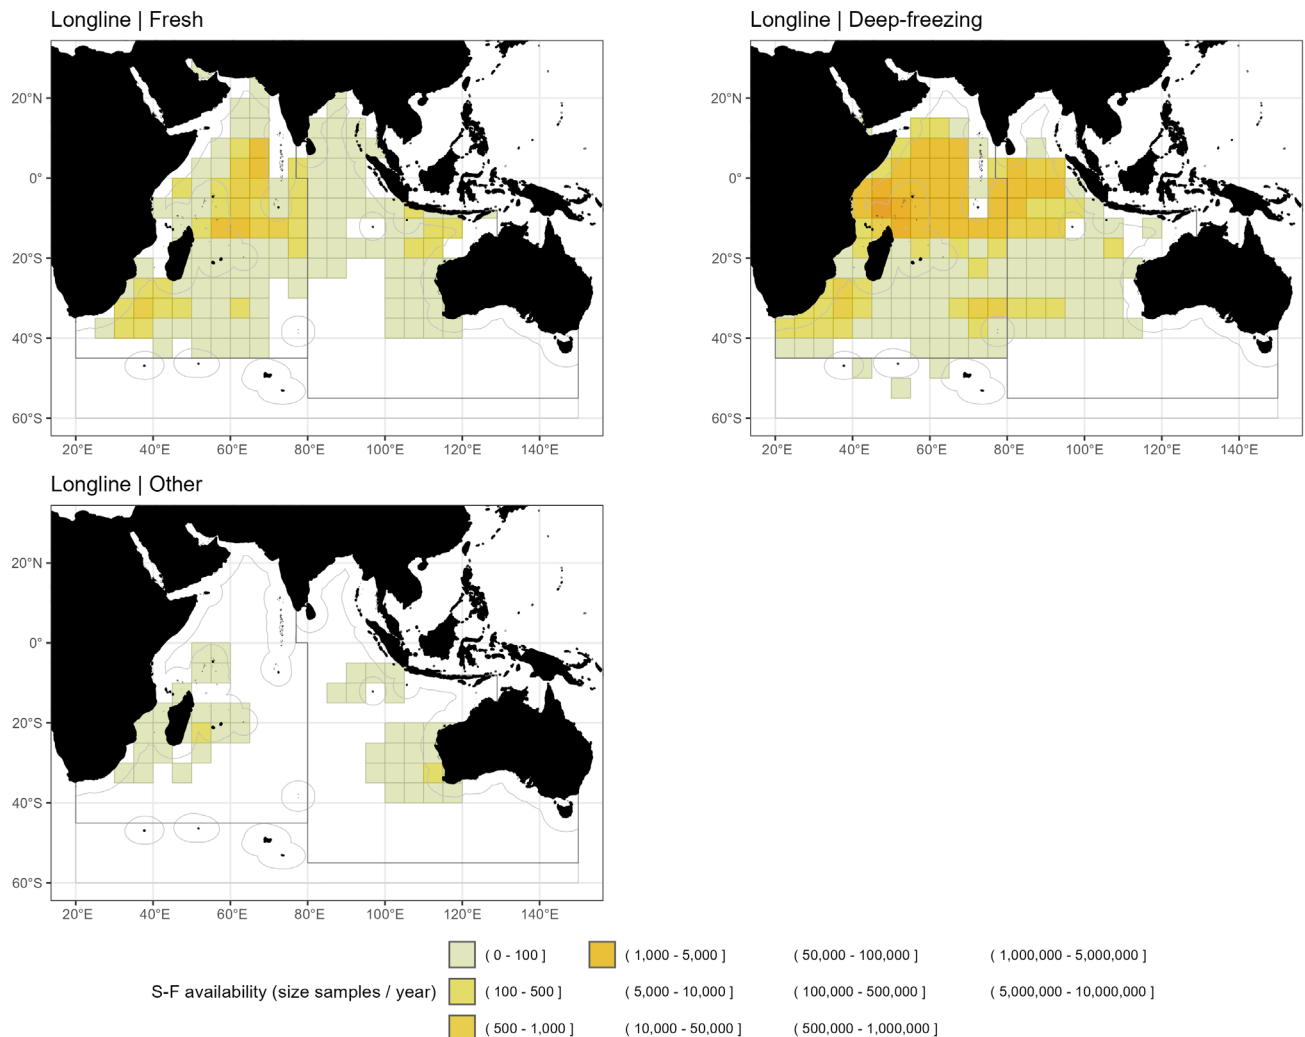 Longline | Fresh
Longline | Deep-freezing
20°N
0°
20°S
40°S
60°S
20°E 40°E 60°E 80°E 100°E 120°E 140°E
20°N
0°
20°S
40°S
60°S
20°E 40°E 60°E 80°E 100°E 120°E 140°E
Longline | Other
20°N
0°
20°S
40°S
60°S
20°E 40°E 60°E 80°E 100°E 120°E 140°E
S-F availability (size samples / year)
( 0 - 100 ] ( 1,000 - 5,000 ] ( 50,000 - 100,000 ] ( 1,000,000 - 5,000,000 ]
( 100 - 500 ] ( 5,000 - 10,000 ] ( 100,000 - 500,000 ] ( 5,000,000 - 10,000,000 ]
( 500 - 1,000 ] ( 10,000 - 50,000 ] ( 500,000 - 1,000,000 ]